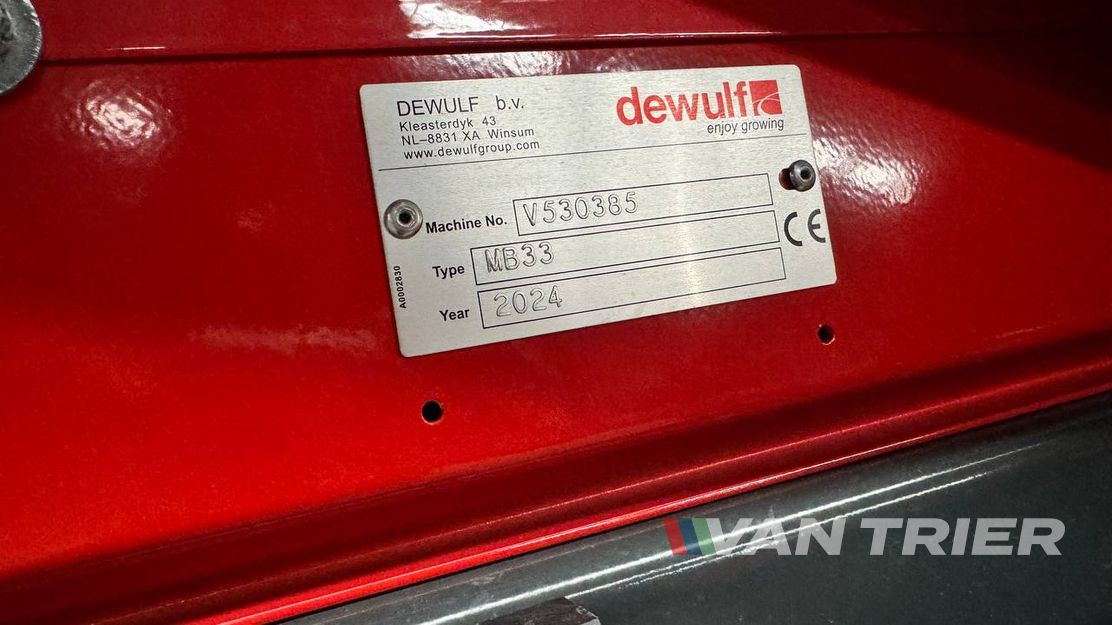 DEWULF b.v.
Kleasterdyk 43
NL-8831 XA Winsum
www.dewulfgroup.com
dewulf
enjoy growing
Machine No. V530385
Type MB33
Year 2024
A0002830
CE
VAN TRIER